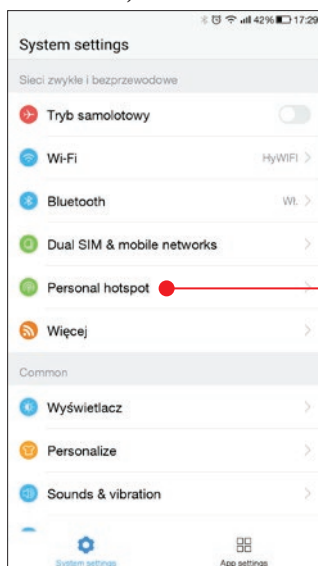 42% 17:29
System settings
Sieci zwykłe i bezprzewodowe
Tryb samolotowy
Wi-Fi HyWIFI >
Bluetooth Wł. >
Dual SIM & mobile networks >
Personal hotspot >
Więcej >
Common
Wyświetlacz >
Personalize >
Sounds & vibration >
System settings App settings